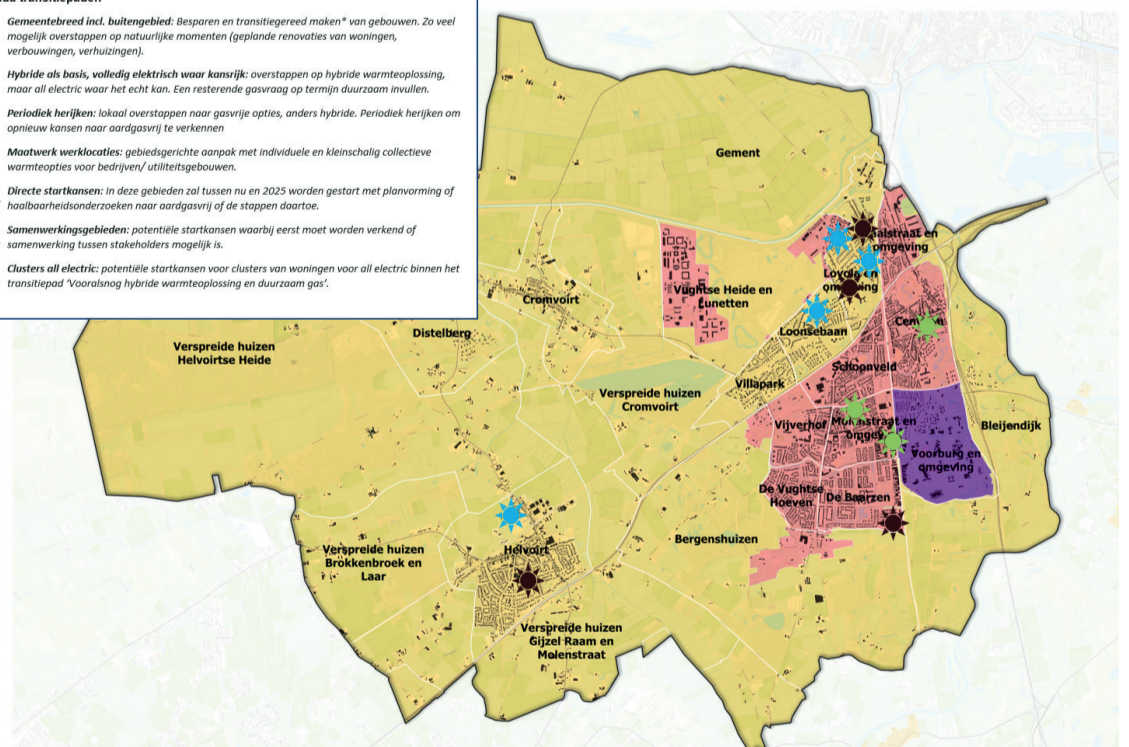 transitiepaden
Gemeentebreed incl. buitengebied: Besparen en transitiegereed maken* van gebouwen. Zo veel
mogelijk overstappen op natuurlijke momenten (geplande renovaties van woningen,
verbouwingen, verhuizingen).
Hybride als basis, volledig elektrisch waar kansrijk: overstappen op hybride warmteoplossing,
maar all electric waar het echt kan. Een resterende gasvraag op termijn duurzaam invullen.
Periodiek herijken: lokaal overstappen naar gasvrije opties, anders hybride. Periodiek herijken om
opnieuw kansen naar aardgasvrij te verkennen
Maatwerk werklocaties: gebiedsgerichte aanpak met individuele en kleinschalig collectieve
warmteopties voor bedrijven/ utiliteitsgebouwen.
Directe startkansen: In deze gebieden zal tussen nu en 2025 worden gestart met planvorming of
haalbaarheidsonderzoeken naar aardgasvrij of de stappen daartoe.
Samenwerkingsgebieden: potentiële startkansen waarbij eerst moet worden verkend of
samenwerking tussen stakeholders mogelijk is.
Clusters all electric: potentiële startkansen voor clusters van woningen voor all electric binnen het
transitiepad ‘Vooralsnog hybride warmteoplossing en duurzaam gas’.
Gement
alstraat en
omgeving
Vughtse Heide en
Lunetten
Cromvoirt
Distelberg
Loonsebaan
Verspreide huizen
Helvoirtse Heide
Schoonveld
Villapark
Verspreide huizen
Cromvoirt
Vijverhof
Bleijendijk
Voorburg en
omgeving
De Vughtse
Hoeven
De Baarzen
Bergenshuizen
Helvoirt
Verspreide huizen
Brokkenbroek en
Laar
Verspreide huizen
Gijzel Raam en
Molenstraat